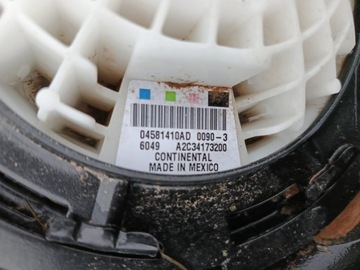 04581410AD 0090-3
6049 A2C34173200
CONTINENTAL
MADE IN MEXICO